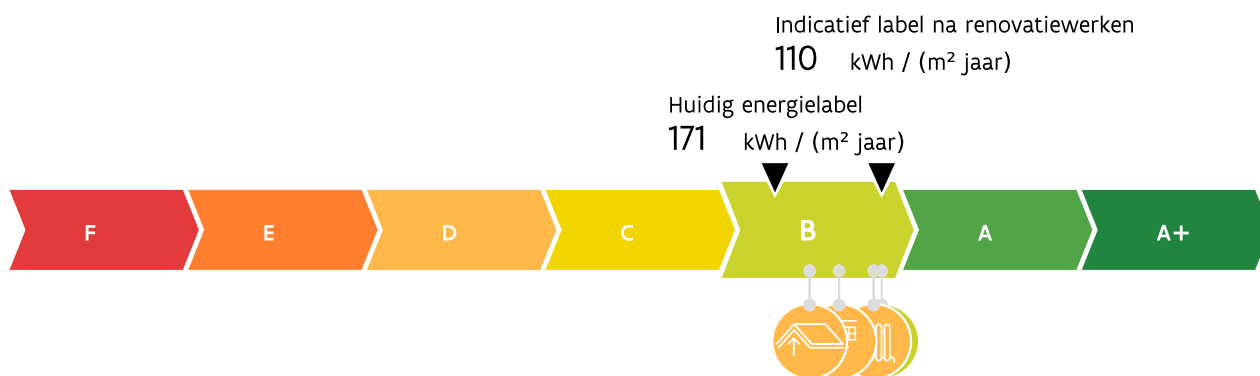 Indicatief label na renovatiewerken
110 kWh / (m² jaar)
Huidig energielabel
171 kWh / (m² jaar)
F E D C B A A+